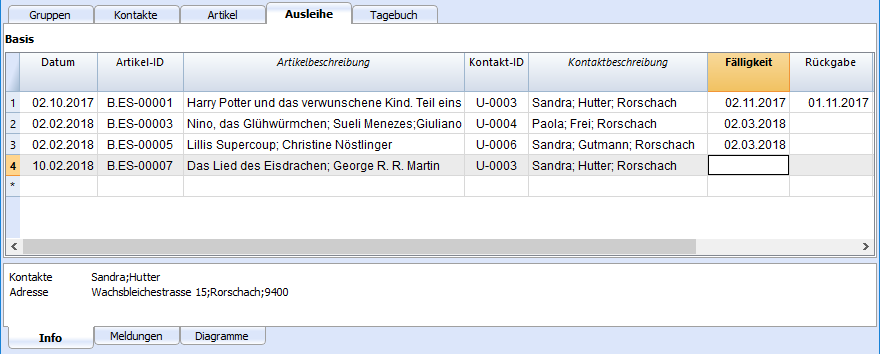 Gruppen Kontakte Artikel Ausleihe Tagebuch
Basis
Datum Artikel-ID Artikelbeschreibung Kontakt-ID Kontaktbeschreibung Fälligkeit Rückgabe
1 02.10.2017 B.ES-00001 Harry Potter und das verwunschene Kind. Teil eins U-0003 Sandra; Hutter; Rorschach 02.11.2017 01.11.2017
2 02.02.2018 B.ES-00003 Nino, das Glühwürmchen; Sueli Menezes;Giuliano U-0004 Paola; Frei; Rorschach 02.03.2018
3 02.02.2018 B.ES-00005 Lillis Supercoup; Christine Nöstlinger U-0006 Sandra; Gutmann; Rorschach 02.03.2018
4 10.02.2018 B.ES-00007 Das Lied des Eisdrachen; George R. R. Martin U-0003 Sandra; Hutter; Rorschach
*
Kontakte Sandra;Hutter
Adresse Wachsbleichestrasse 15;Rorschach;9400
Info Meldungen Diagramme